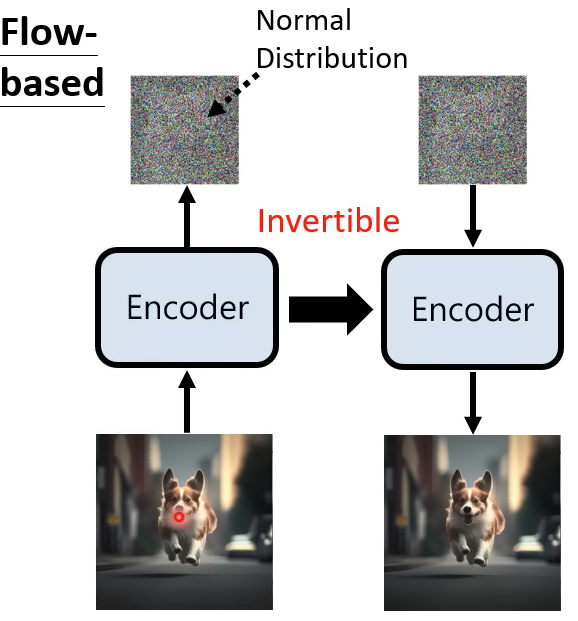 Flow-
based
Normal
Distribution
Invertible
Encoder
Encoder